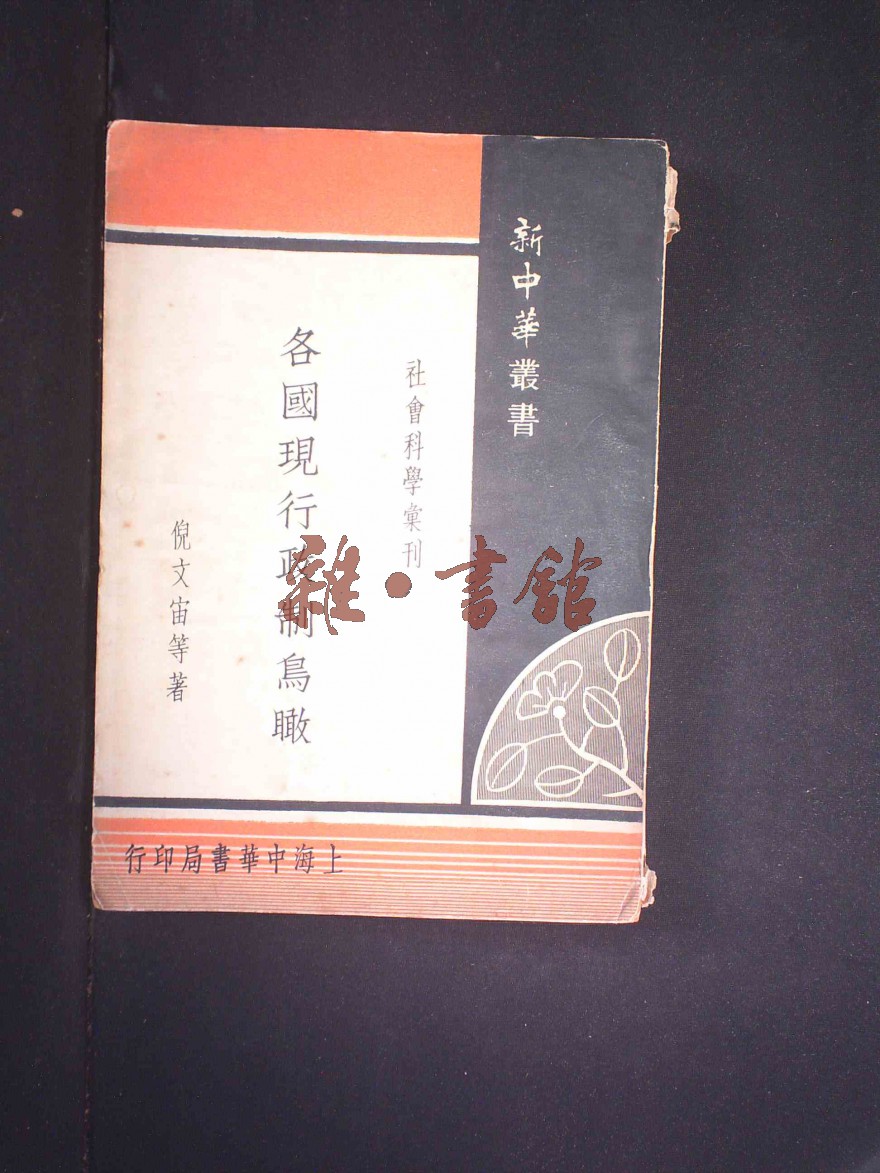 新中華叢書
社會科學彙刊
各國現行政制鳥瞰
倪文宙等著
上海中華書局印行
雜·書館